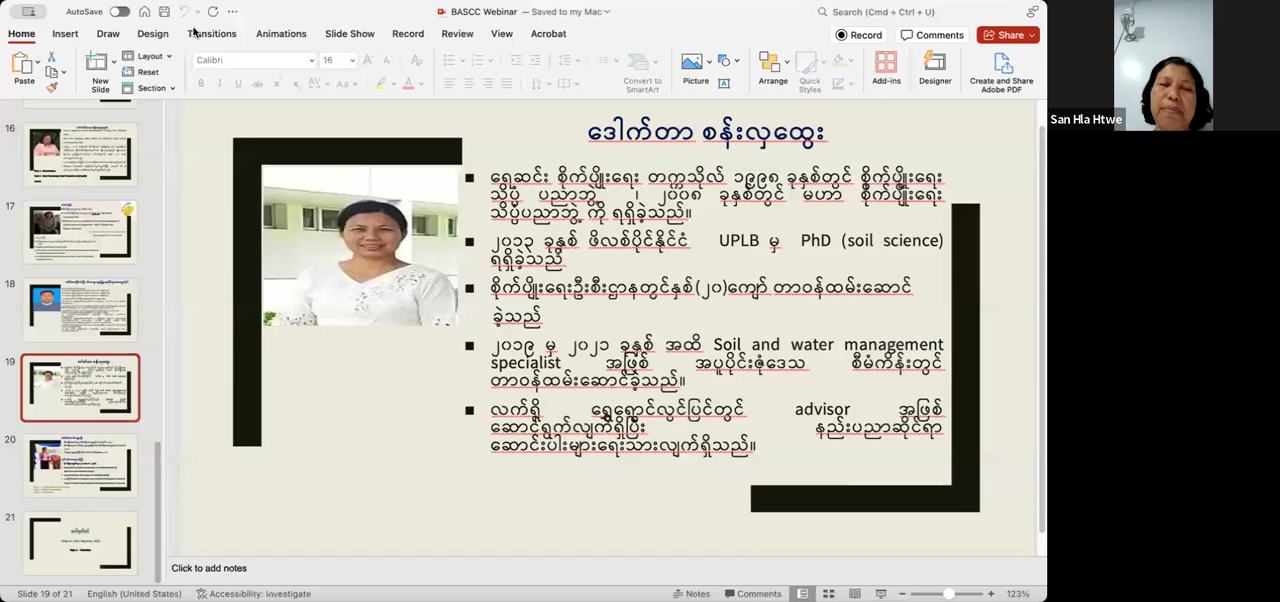 AutoSave
BASCC Webinar — Saved to my Mac
Search (Cmd + Ctrl + U)
Home Insert Draw Design Transitions Animations Slide Show Record Review View Acrobat
Record Comments Share
Paste
New Slide
Layout
Reset
Section
Calibri 16
Convert to SmartArt
Picture
Arrange
Quick Styles
Add-ins
Designer
Create and Share Adobe PDF
San Hla Htwe
16
17
18
19
20
21
ဒေါက်တာ စန်းလှထွေး
ရေဆင်း စိုက်ပျိုးရေး တက္ကသိုလ် ၁၉၉၈ ခုနှစ်တွင် စိုက်ပျိုးရေး
သိပ္ပံ ပညာဘွဲ့ ၊ ၂၀၀၈ ခုနှစ်တွင် မဟာ စိုက်ပျိုးရေး
သိပ္ပံပညာဘွဲ့ ကို ရရှိခဲ့သည်။
၂၀၁၃ ခုနှစ် ဖိလစ်ပိုင်နိုင်ငံ UPLB မှ PhD (soil science)
ရရှိခဲ့သည်
စိုက်ပျိုးရေးဦးစီးဌာနတွင်နှစ်(၂၀)ကျော် တာဝန်ထမ်းဆောင်
ခဲ့သည်
၂၀၁၉ မှ ၂၀၂၁ ခုနှစ် အထိ Soil and water management
specialist အဖြစ် အပူပိုင်းဇုံဒေသ စီမံကိန်းတွင်
တာဝန်ထမ်းဆောင်ခဲ့သည်။
လက်ရှိ ရွှေရောင်လွင်ပြင်တွင် advisor အဖြစ်
ဆောင်ရွက်လျက်ရှိပြီး နည်းပညာဆိုင်ရာ
ဆောင်းပါးများရေးသားလျက်ရှိသည်။
Click to add notes
Slide 19 of 21 English (United States) Accessibility: Investigate Notes Comments 123%